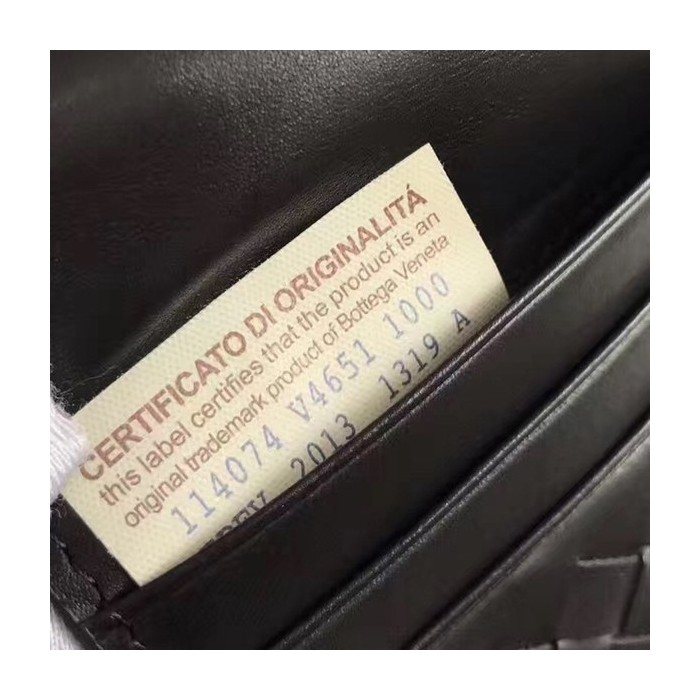 CERTIFICATO DI ORIGINALITÁ
this label certifies that the product is an
original trademark product of Bottega Veneta
114074 V4651 1000
2013 1319 A